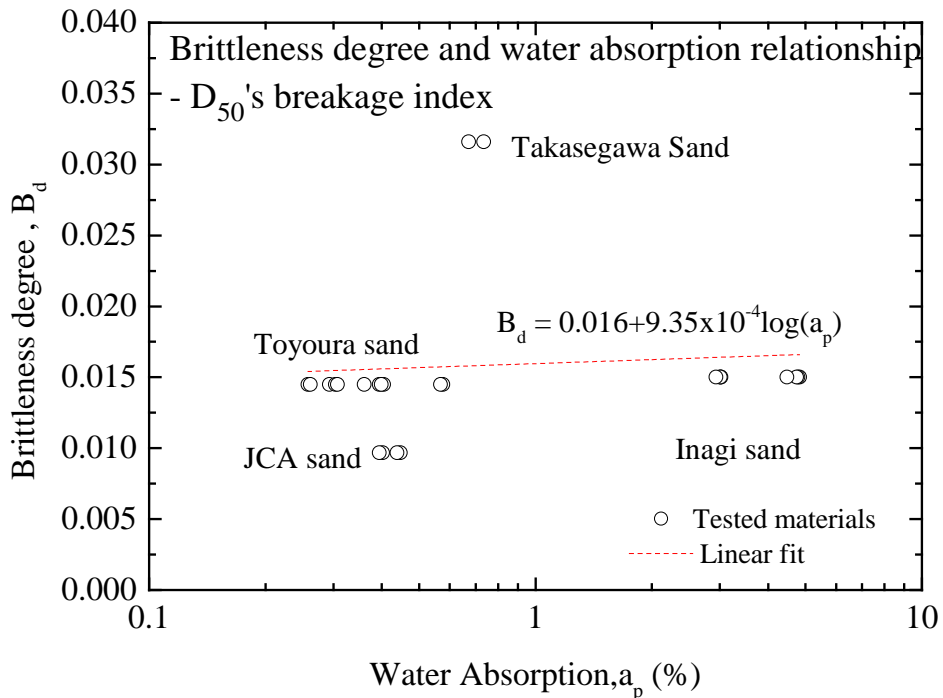 Brittleness degree and water absorption relationship
- D₅₀'s breakage index
Takasegawa Sand
B_d = 0.016+9.35x10⁻⁴log(a_p)
Toyoura sand
JCA sand
Inagi sand
Tested materials
Linear fit
0.040
0.035
0.030
0.025
0.020
0.015
0.010
0.005
0.000
Brittleness degree , B_d
0.1
1
10
Water Absorption,a_p (%)